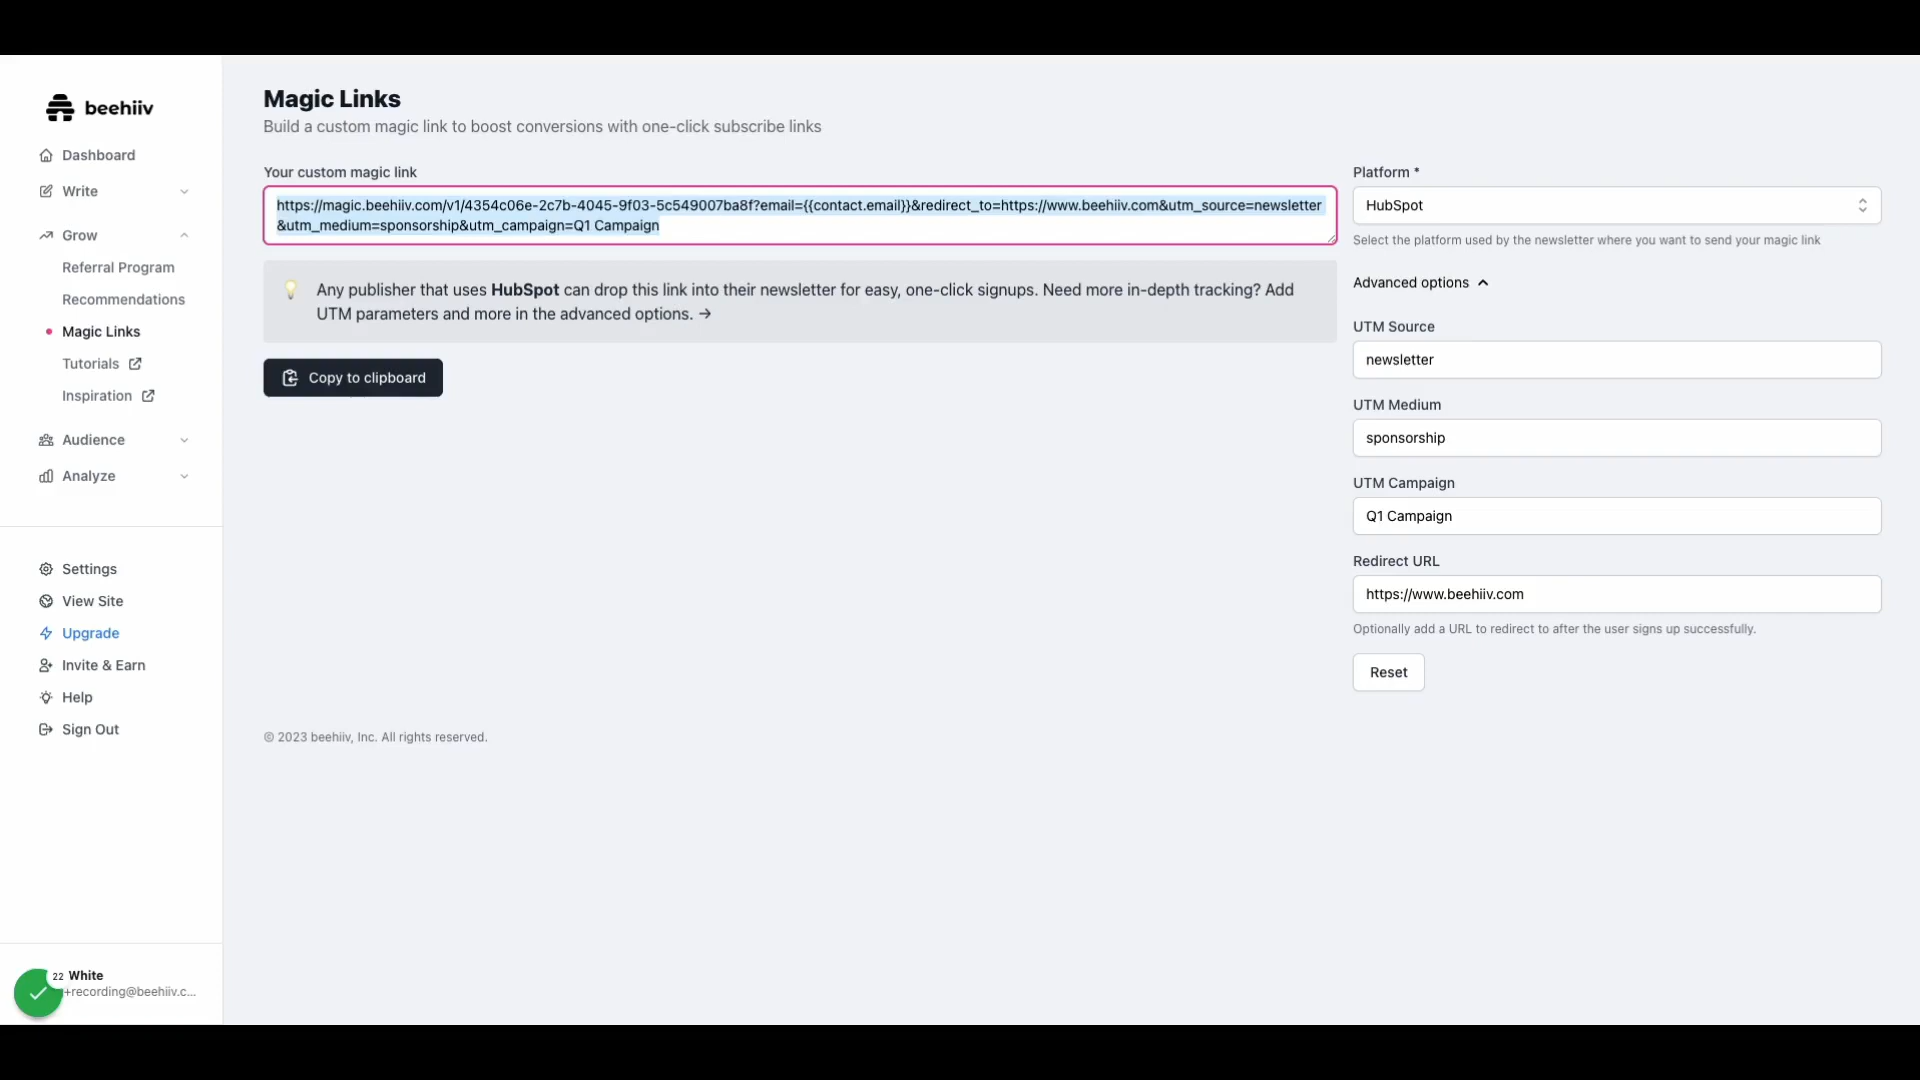 beehiiv
Dashboard
Write
Grow
Referral Program
Recommendations
Magic Links
Tutorials
Inspiration
Audience
Analyze
Settings
View Site
Upgrade
Invite & Earn
Help
Sign Out
22 White
+recording@beehiiv.c...
Magic Links
Build a custom magic link to boost conversions with one-click subscribe links
Your custom magic link
https://magic.beehiiv.com/v1/4354c06e-2c7b-4045-9f03-5c549007ba8f?email={{contact.email}}&redirect_to=https://www.beehiiv.com&utm_source=newsletter
&utm_medium=sponsorship&utm_campaign=Q1 Campaign
Any publisher that uses HubSpot can drop this link into their newsletter for easy, one-click signups. Need more in-depth tracking? Add
UTM parameters and more in the advanced options. →
Copy to clipboard
© 2023 beehiiv, Inc. All rights reserved.
Platform *
HubSpot
Select the platform used by the newsletter where you want to send your magic link
Advanced options
UTM Source
newsletter
UTM Medium
sponsorship
UTM Campaign
Q1 Campaign
Redirect URL
https://www.beehiiv.com
Optionally add a URL to redirect to after the user signs up successfully.
Reset